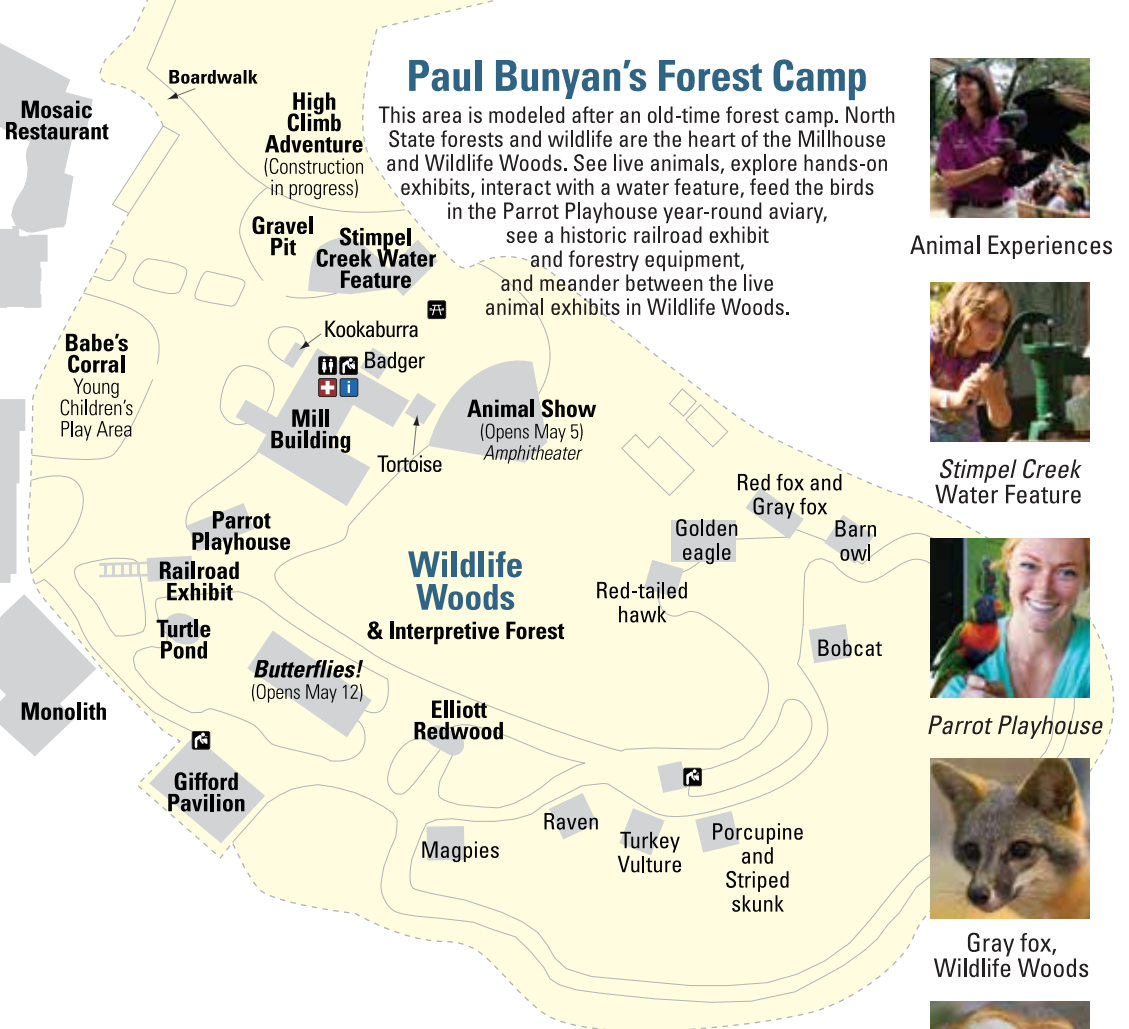 Paul Bunyan's Forest Camp
This area is modeled after an old-time forest camp. North
State forests and wildlife are the heart of the Millhouse
and Wildlife Woods. See live animals, explore hands-on
exhibits, interact with a water feature, feed the birds
in the Parrot Playhouse year-round aviary,
see a historic railroad exhibit
and forestry equipment,
and meander between the live
animal exhibits in Wildlife Woods.
Boardwalk
Mosaic
Restaurant
High
Climb
Adventure
(Construction
in progress)
Gravel
Pit
Stimpel
Creek Water
Feature
Kookaburra
Badger
i
Babe's
Corral
Young
Children's
Play Area
Mill
Building
Tortoise
Animal Show
(Opens May 5)
Amphitheater
Parrot
Playhouse
Railroad
Exhibit
Turtle
Pond
Wildlife
Woods
& Interpretive Forest
Red fox and
Gray fox
Golden
eagle
Barn
owl
Red-tailed
hawk
Bobcat
Butterflies!
(Opens May 12)
Elliott
Redwood
Monolith
Gifford
Pavilion
Magpies
Raven
Turkey
Vulture
Porcupine
and
Striped
skunk
Animal Experiences
Stimpel Creek
Water Feature
Parrot Playhouse
Gray fox,
Wildlife Woods